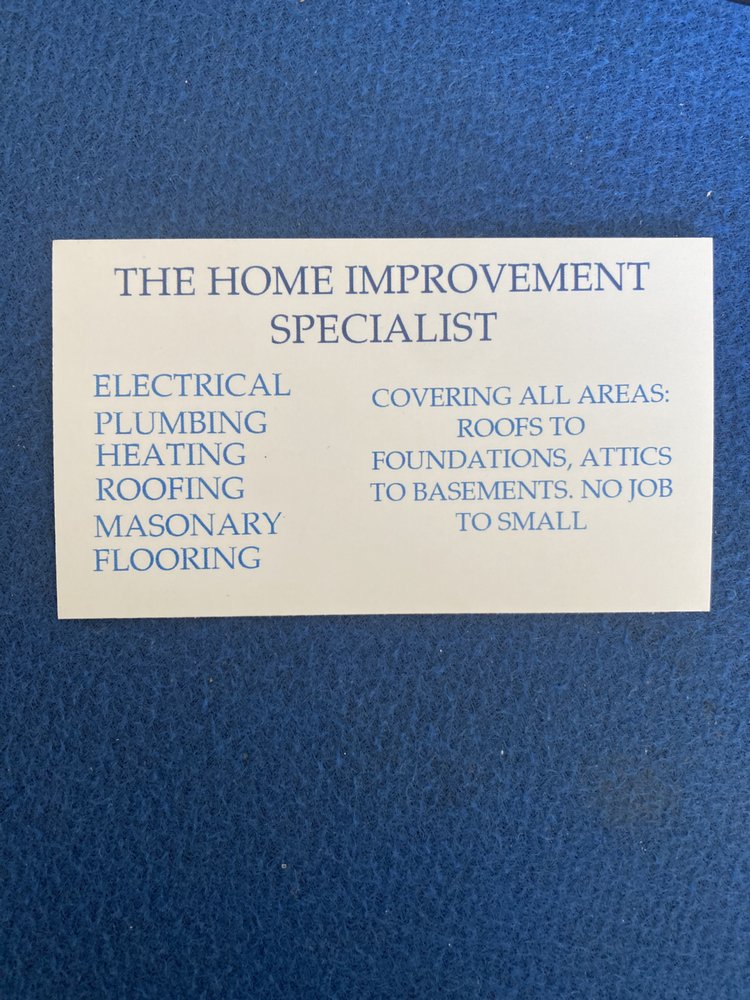 THE HOME IMPROVEMENT
SPECIALIST
ELECTRICAL
PLUMBING
HEATING
ROOFING
MASONARY
FLOORING
COVERING ALL AREAS:
ROOFS TO
FOUNDATIONS, ATTICS
TO BASEMENTS. NO JOB
TO SMALL